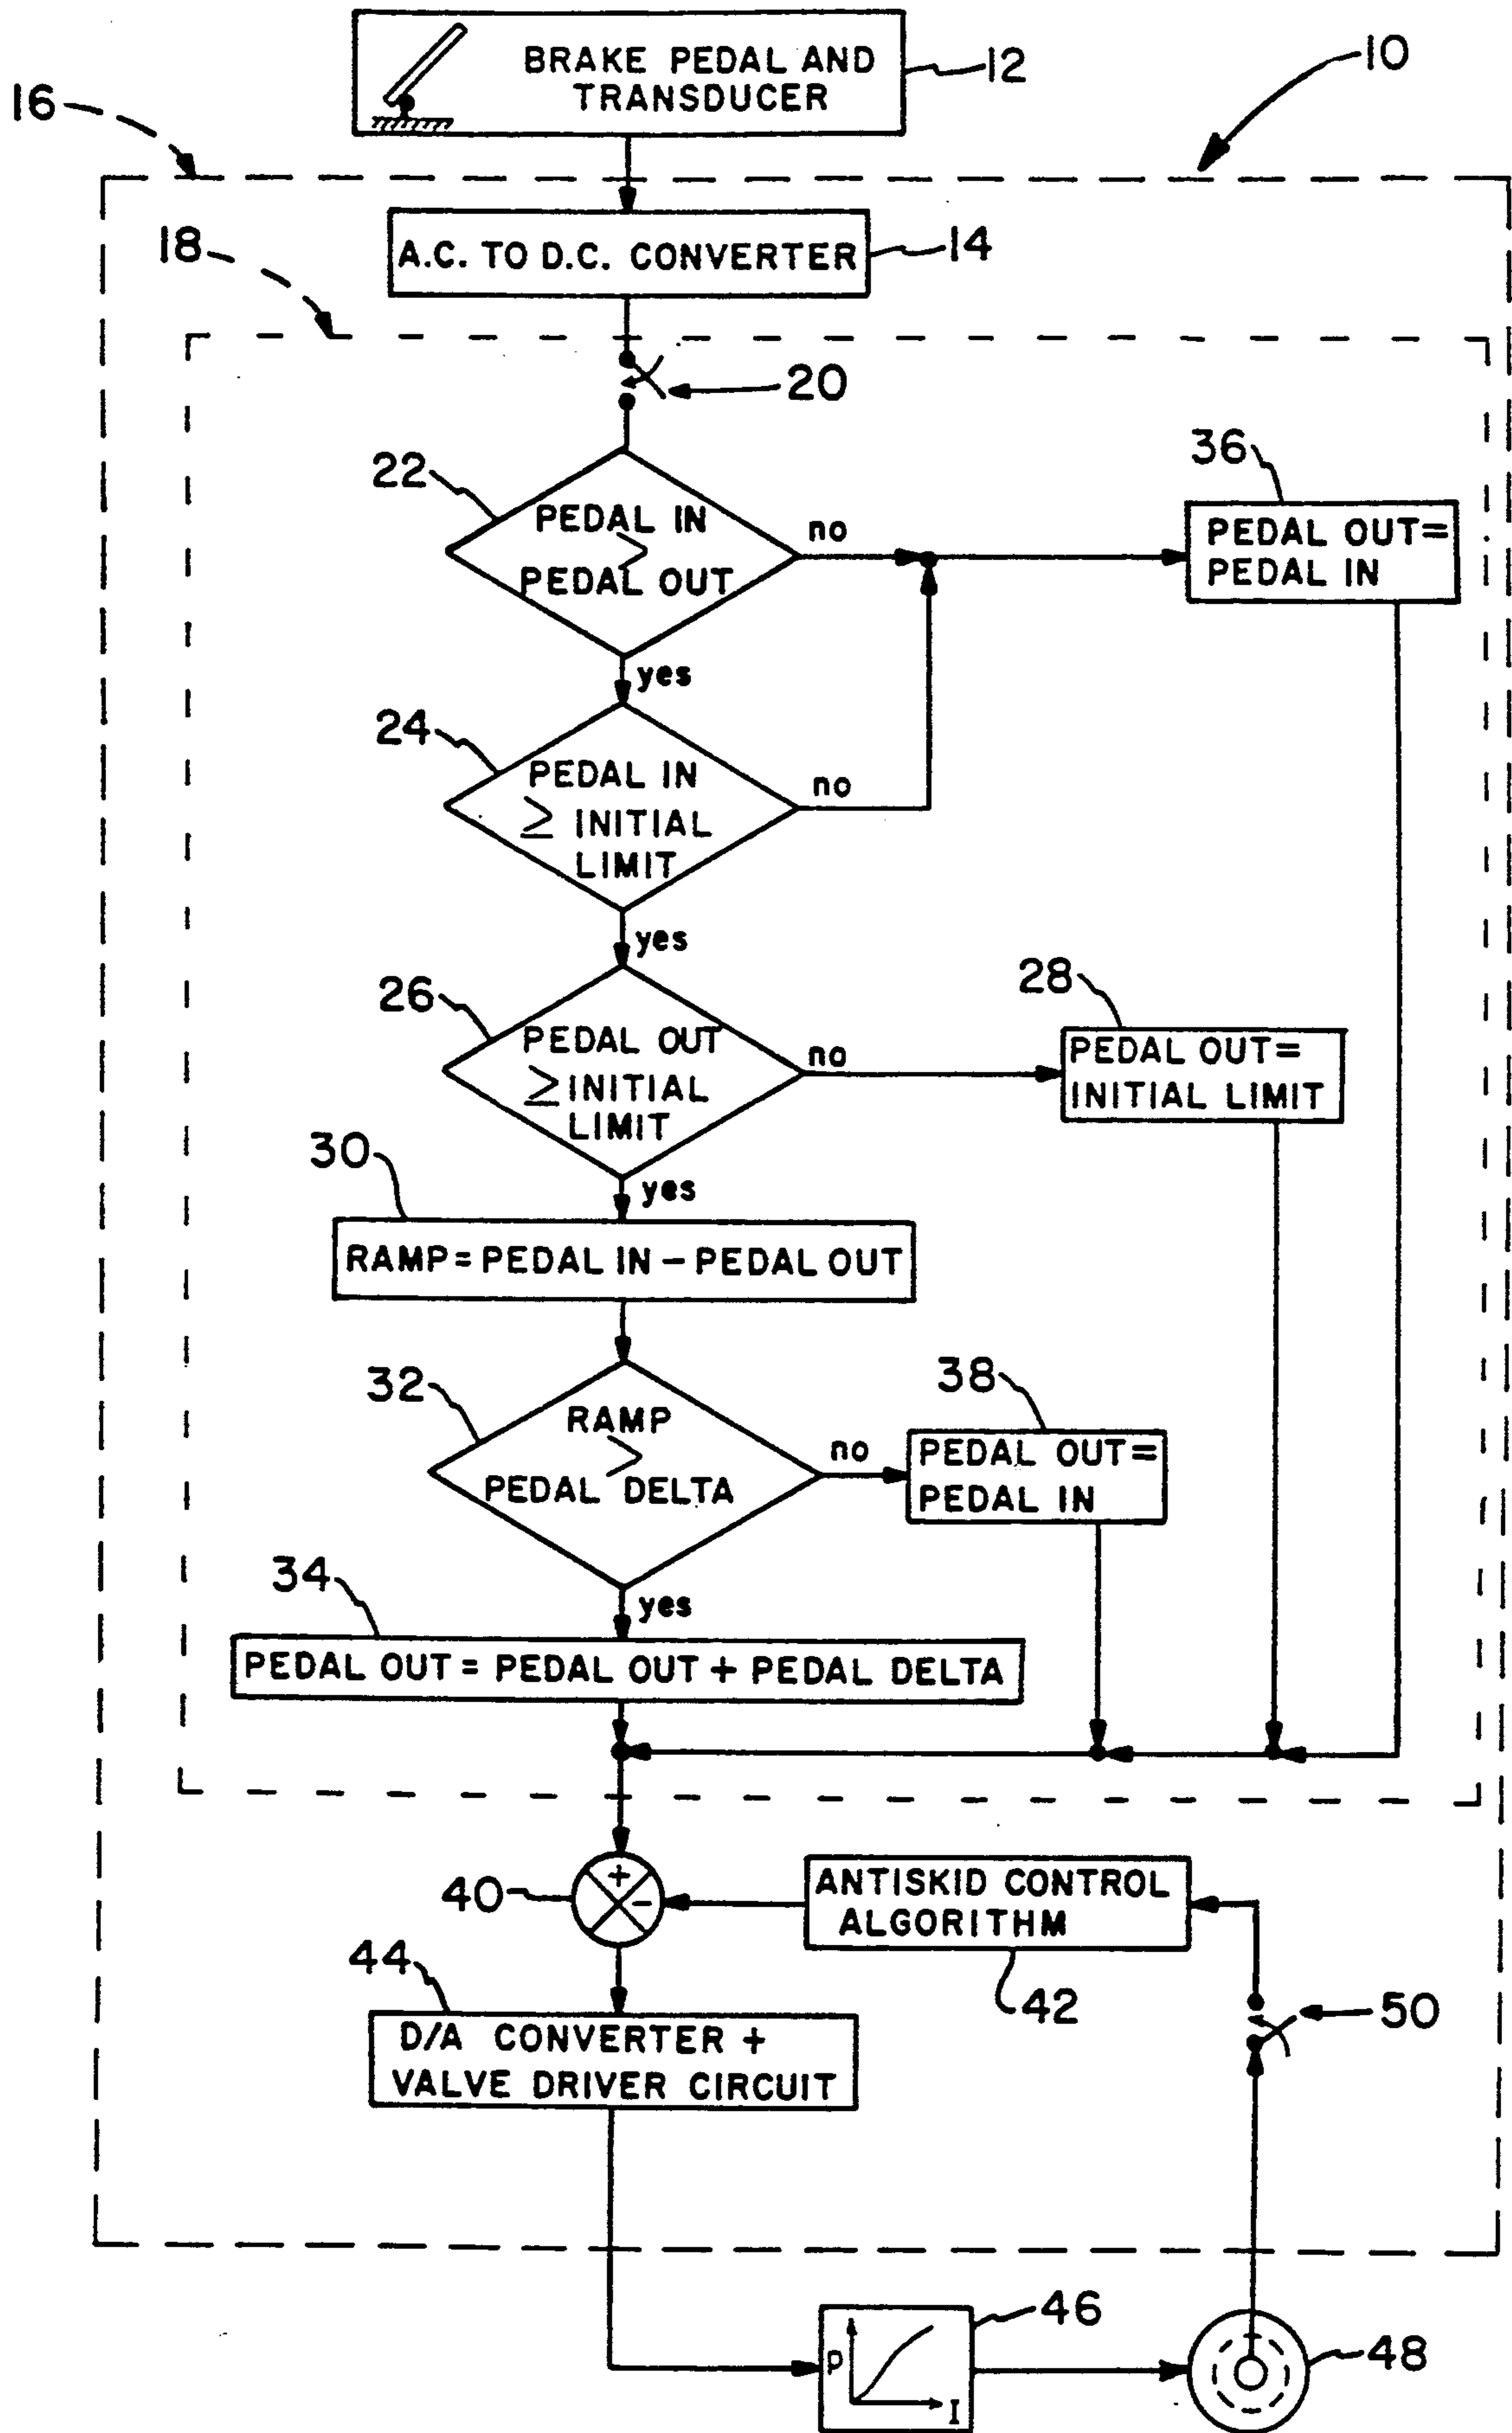 BRAKE PEDAL AND
TRANSDUCER
12
10
16
A.C. TO D.C. CONVERTER
14
18
20
22
PEDAL IN
>
PEDAL OUT
no
36
PEDAL OUT=
PEDAL IN
yes
24
PEDAL IN
≥ INITIAL
LIMIT
no
yes
26
PEDAL OUT
≥ INITIAL
LIMIT
no
28
PEDAL OUT=
INITIAL LIMIT
yes
30
RAMP = PEDAL IN - PEDAL OUT
32
RAMP
>
PEDAL DELTA
no
38
PEDAL OUT=
PEDAL IN
yes
34
PEDAL OUT = PEDAL OUT + PEDAL DELTA
40
+
-
ANTISKID CONTROL
ALGORITHM
42
44
D/A CONVERTER +
VALVE DRIVER CIRCUIT
50
46
P
I
48